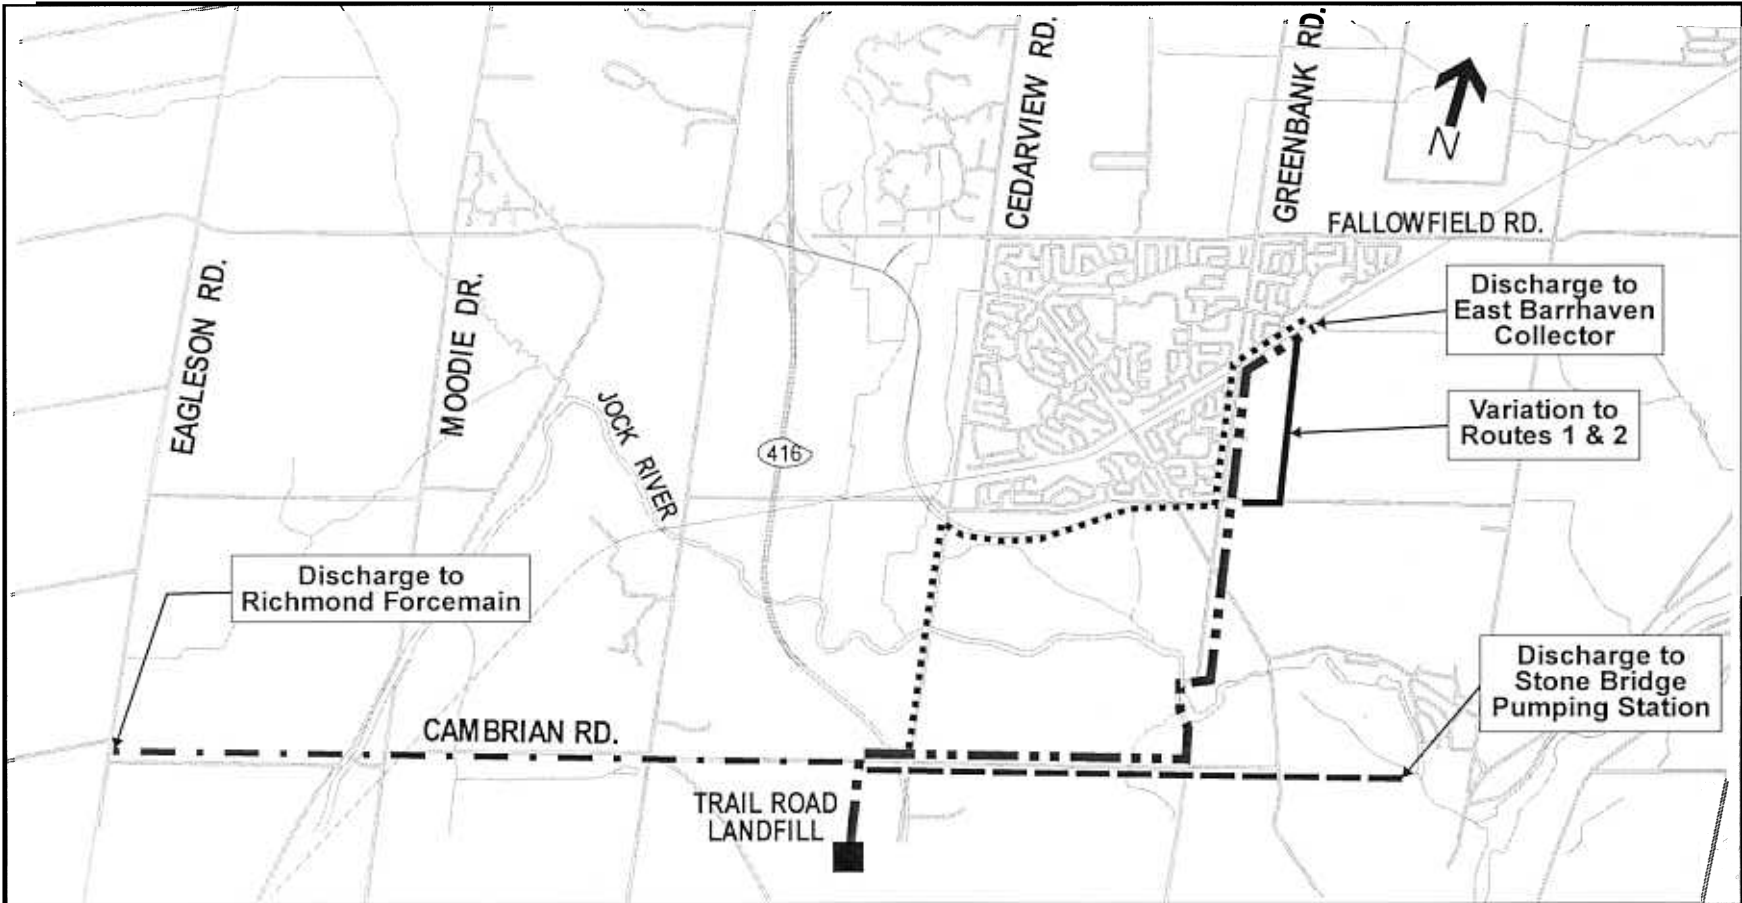 CEDARVIEW RD.
GREENBANK RD.
N
FALLOWFIELD RD.
EAGLESON RD.
MOODIE DR.
Discharge to
East Barrhaven
Collector
JOCK RIVER
416
Variation to
Routes 1 & 2
Discharge to
Richmond Forcemain
Discharge to
Stone Bridge
Pumping Station
CAMBRIAN RD.
TRAIL ROAD
LANDFILL